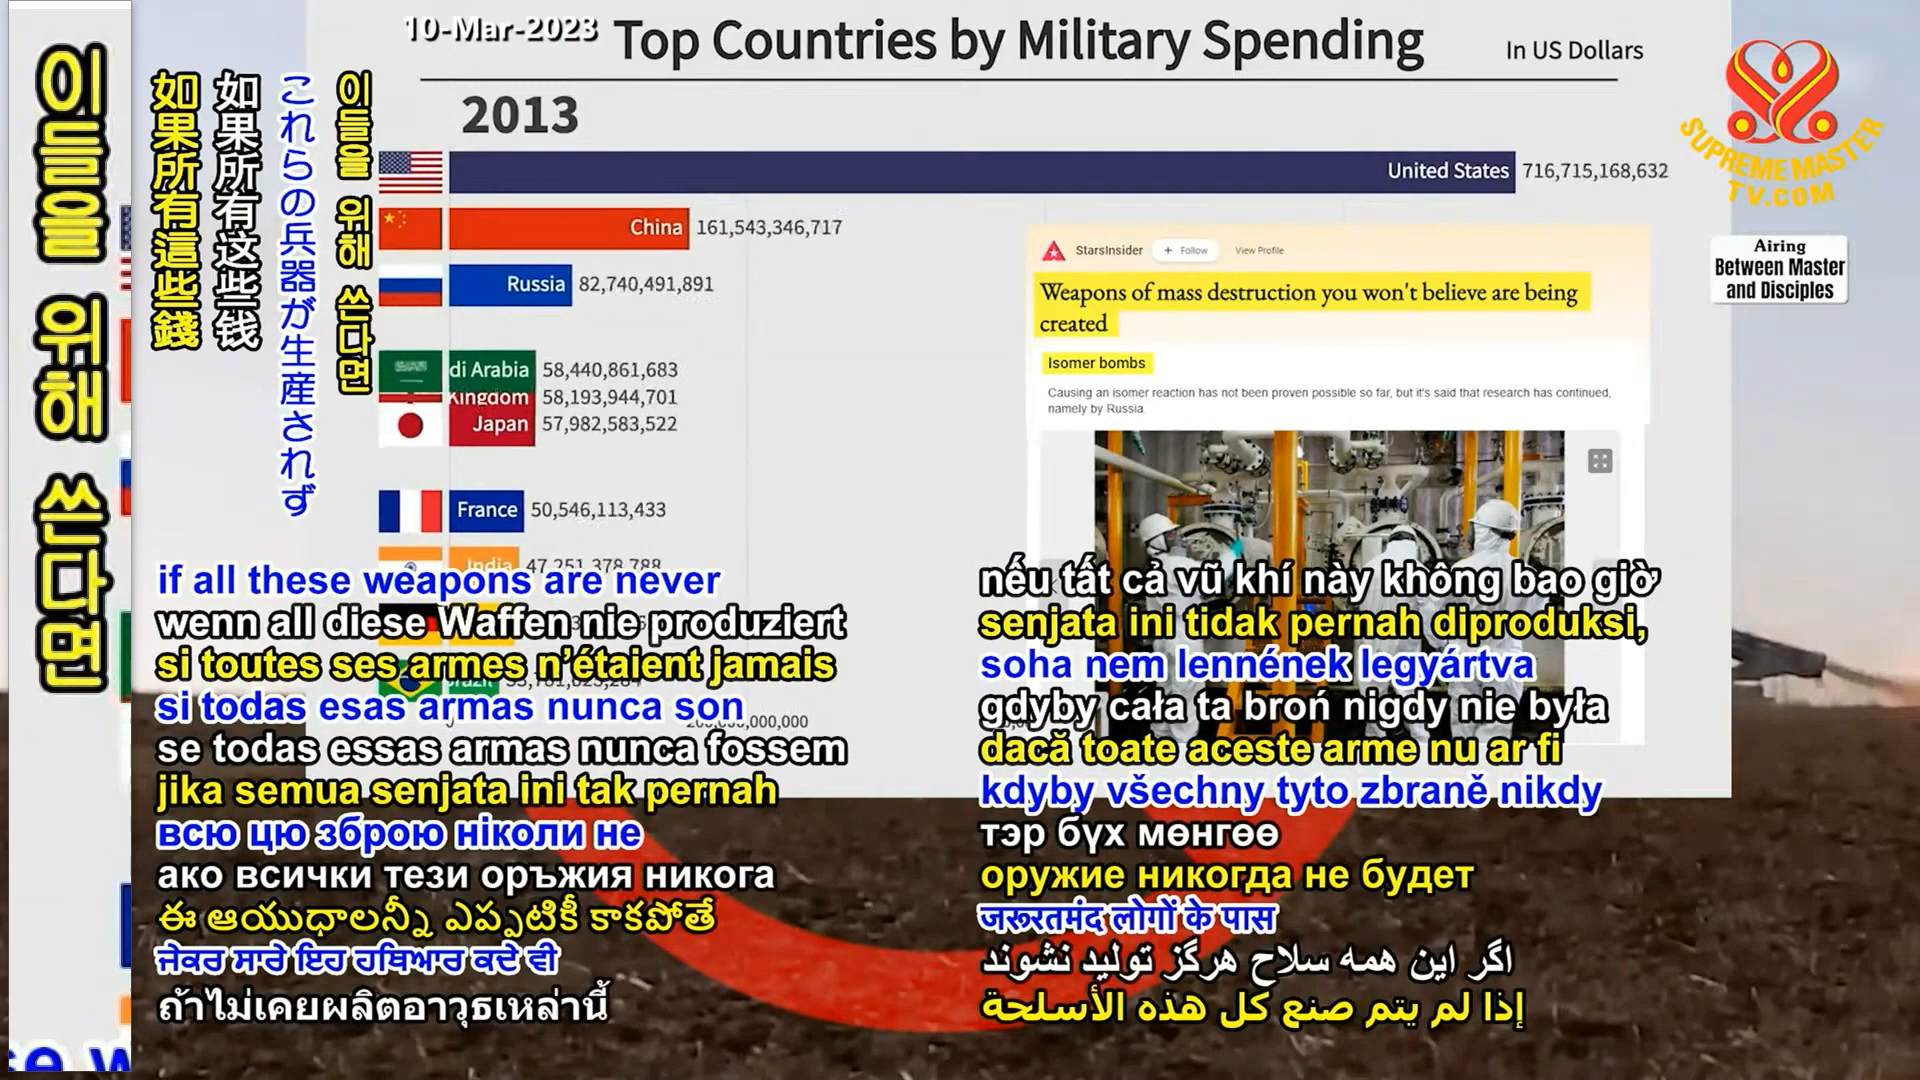 이들을 위해 쓴다면
如果所有這些錢
如果所有这些钱
これらの兵器が生産されず
이들을 위해 쓴다면
10-Mar-2023
Top Countries by Military Spending
In US Dollars
2013
United States 716,715,168,632
China 161,543,346,717
Russia 82,740,491,891
di Arabia 58,440,861,683
Kingdom 58,193,944,701
Japan 57,982,583,522
France 50,546,113,433
India 47,251,378,788
SUPREME MASTER
TV.COM
Airing
Between Master
and Disciples
StarsInsider
+ Follow
View Profile
Weapons of mass destruction you won't believe are being
created
Isomer bombs
Causing an isomer reaction has not been proven possible so far, but it's said that research has continued,
namely by Russia.
if all these weapons are never
wenn all diese Waffen nie produziert
si toutes ses armes n’étaient jamais
si todas esas armas nunca son
se todas essas armas nunca fossem
jika semua senjata ini tak pernah
всю цю зброю ніколи не
ако всички тези оръжия никога
ఈ ఆయుధాలన్నీ ఎప్పటికీ కాకపోతే
ਜੇਕਰ ਸਾਰੇ ਇਹ ਹਥਿਆਰ ਕਦੇ ਵੀ
ถ้าไม่เคยผลิตอาวุธเหล่านี้
nếu tất cả vũ khí này không bao giờ
senjata ini tidak pernah diproduksi,
soha nem lennének legyártva
gdyby cała ta broń nigdy nie była
dacă toate aceste arme nu ar fi
kdyby všechny tyto zbraně nikdy
тэр бүх мөнгөө
оружие никогда не будет
जरूरतमंद लोगों के पास
اگر این همه سلاح هرگز تولید نشوند
إذا لم يتم صنع كل هذه الأسلحة